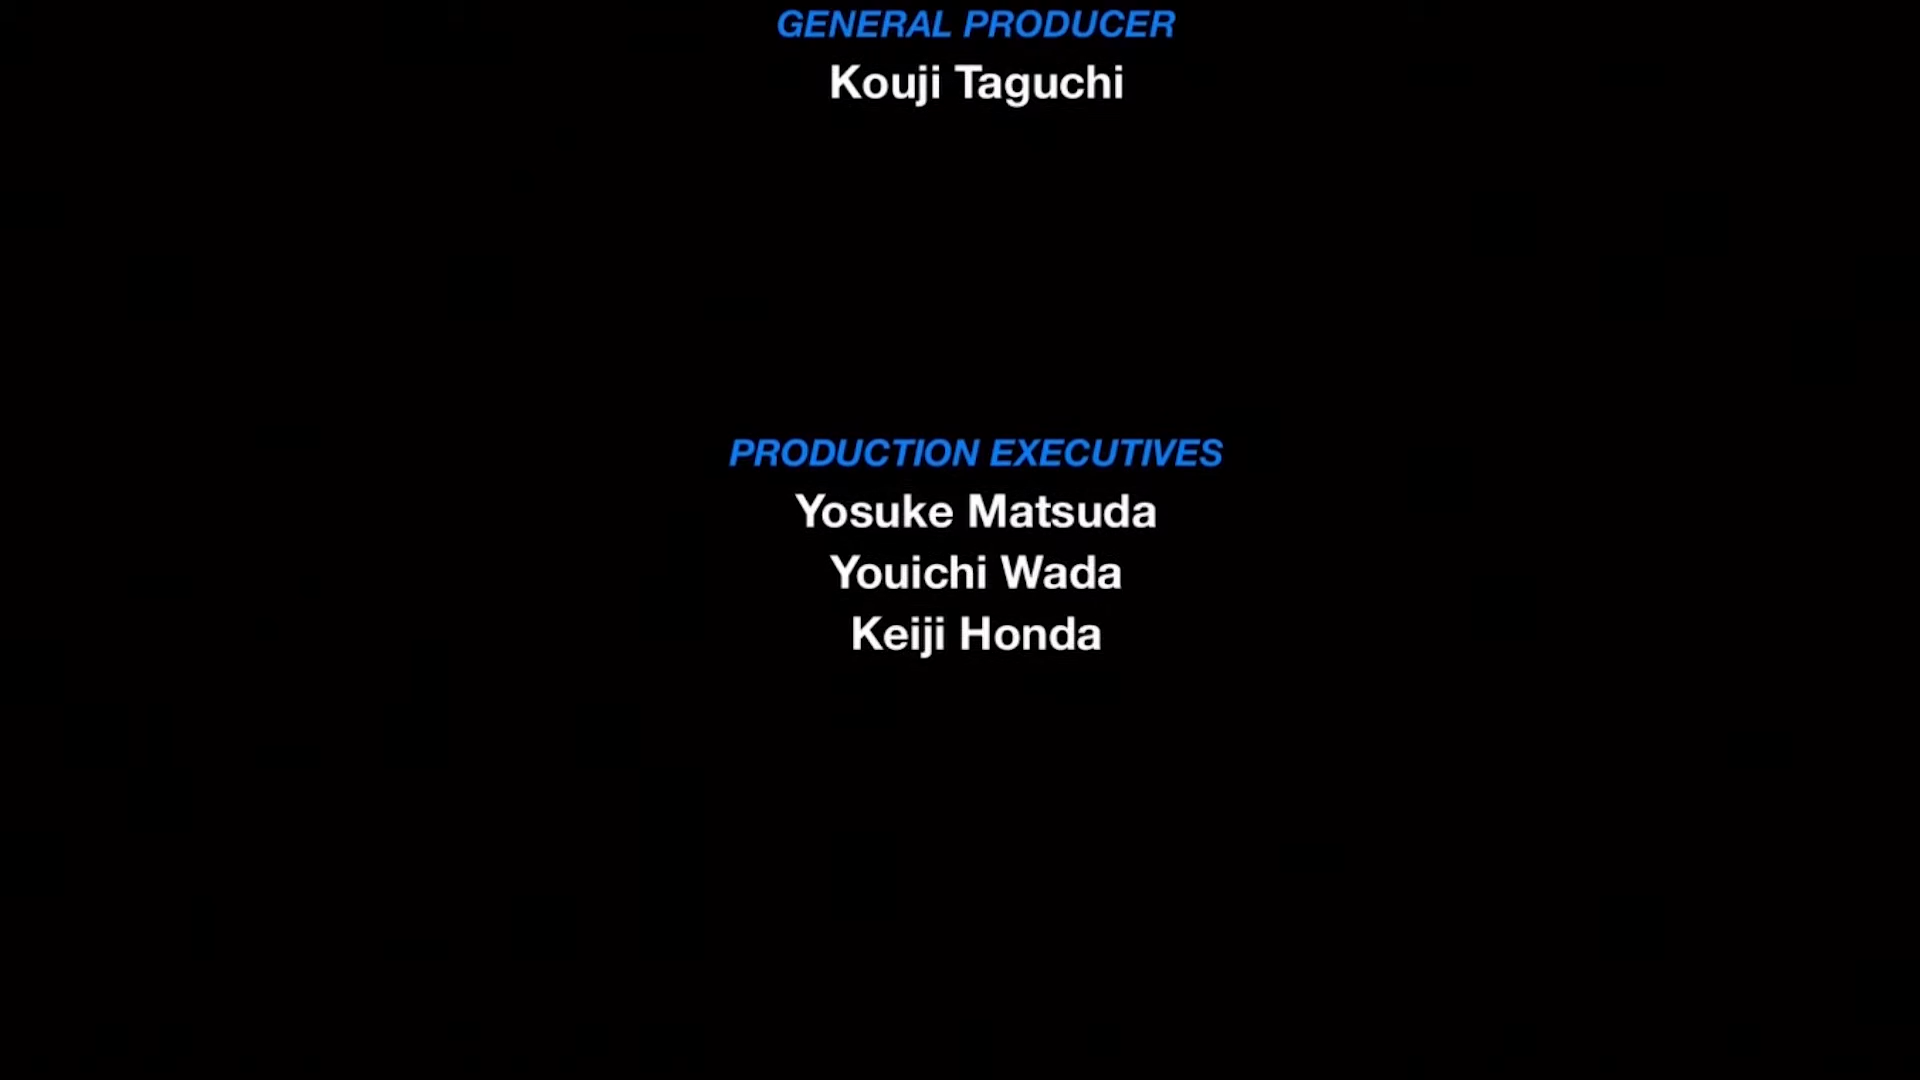 GENERAL PRODUCER
Kouji Taguchi
PRODUCTION EXECUTIVES
Yosuke Matsuda
Youichi Wada
Keiji Honda